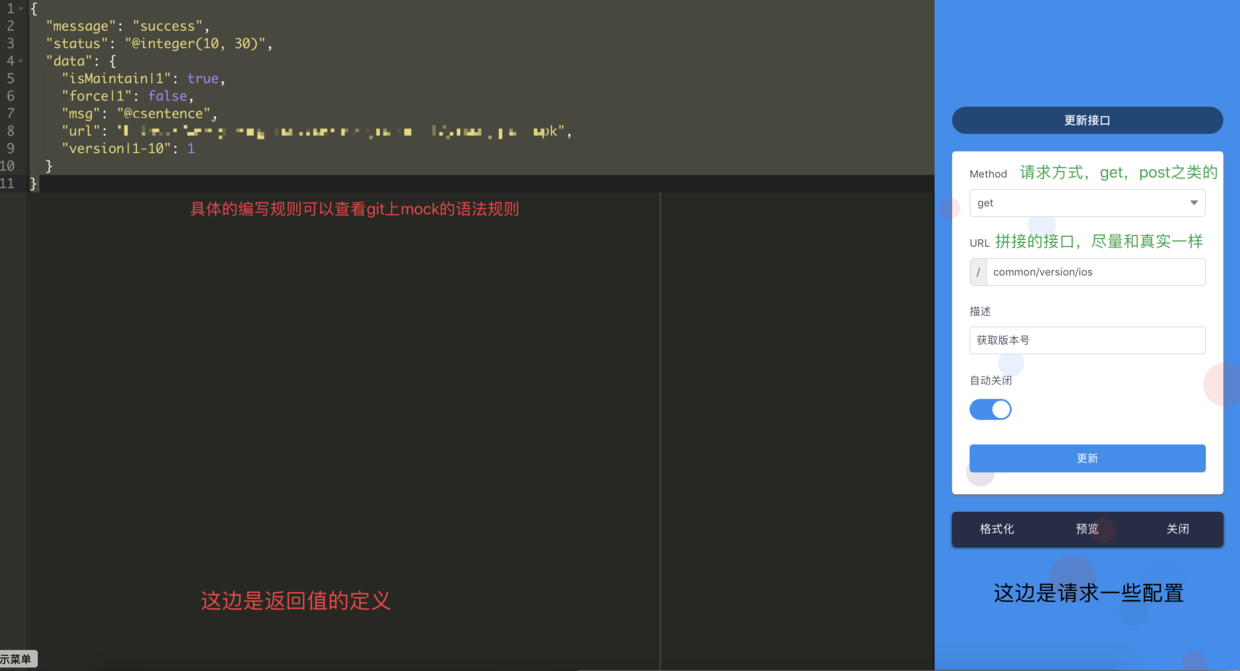 1 {
2 "message": "success",
3 "status": "@integer(10, 30)",
4 "data": {
5 "isMaintain|1": true,
6 "force|1": false,
7 "msg": "@csentence",
8 "url": "pk",
9 "version|1-10": 1
10 }
11 }
具体的编写规则可以查看git上mock的语法规则
这边是返回值的定义
示菜单
更新接口
Method 请求方式，get，post之类的
get
URL 拼接的接口，尽量和真实一样
/ common/version/ios
描述
获取版本号
自动关闭
更新
格式化 预览 关闭
这边是请求一些配置